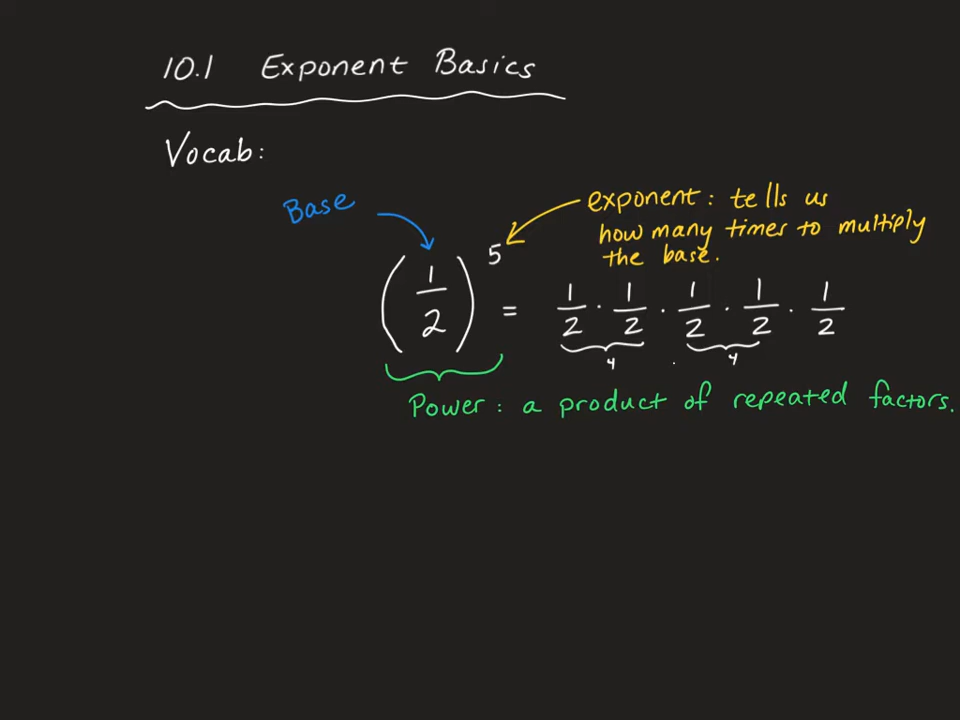 10.1 Exponent Basics
Vocab:
Base
exponent: tells us
how many times to multiply
the base.
(1/2)^5 = 1/2 · 1/2 · 1/2 · 1/2 · 1/2
4 4
Power: a product of repeated factors.